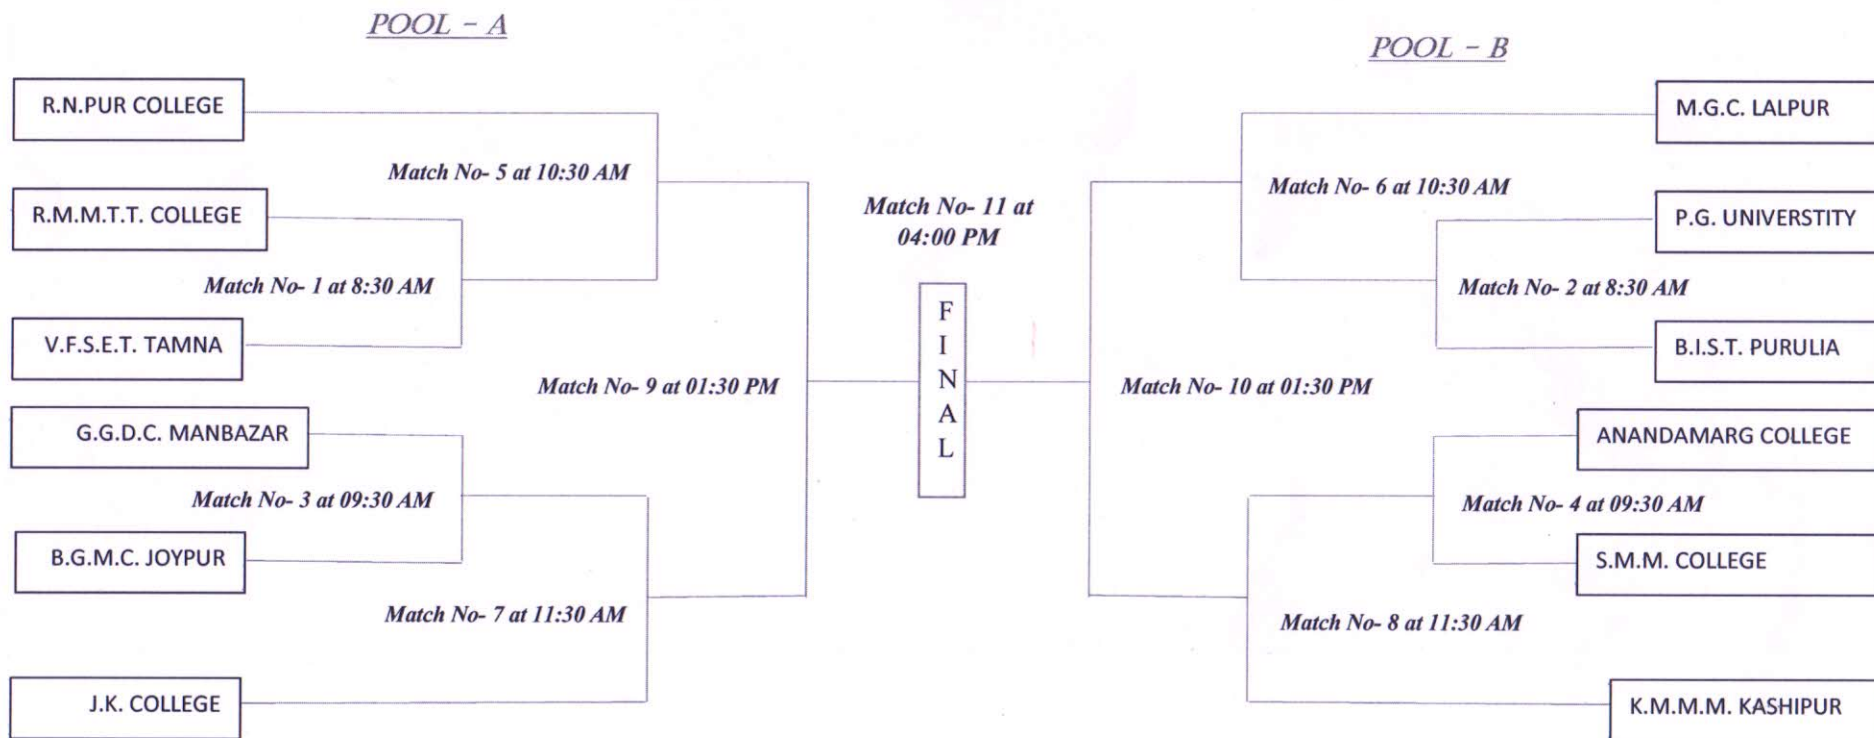 POOL - A
R.N.PUR COLLEGE
Match No- 5 at 10:30 AM
R.M.M.T.T. COLLEGE
Match No- 1 at 8:30 AM
V.F.S.E.T. TAMNA
Match No- 9 at 01:30 PM
G.G.D.C. MANBAZAR
Match No- 3 at 09:30 AM
B.G.M.C. JOYPUR
Match No- 7 at 11:30 AM
J.K. COLLEGE
Match No- 11 at
04:00 PM
F
I
N
A
L
POOL - B
M.G.C. LALPUR
Match No- 6 at 10:30 AM
P.G. UNIVERSTITY
Match No- 2 at 8:30 AM
B.I.S.T. PURULIA
Match No- 10 at 01:30 PM
ANANDAMARG COLLEGE
Match No- 4 at 09:30 AM
S.M.M. COLLEGE
Match No- 8 at 11:30 AM
K.M.M.M. KASHIPUR